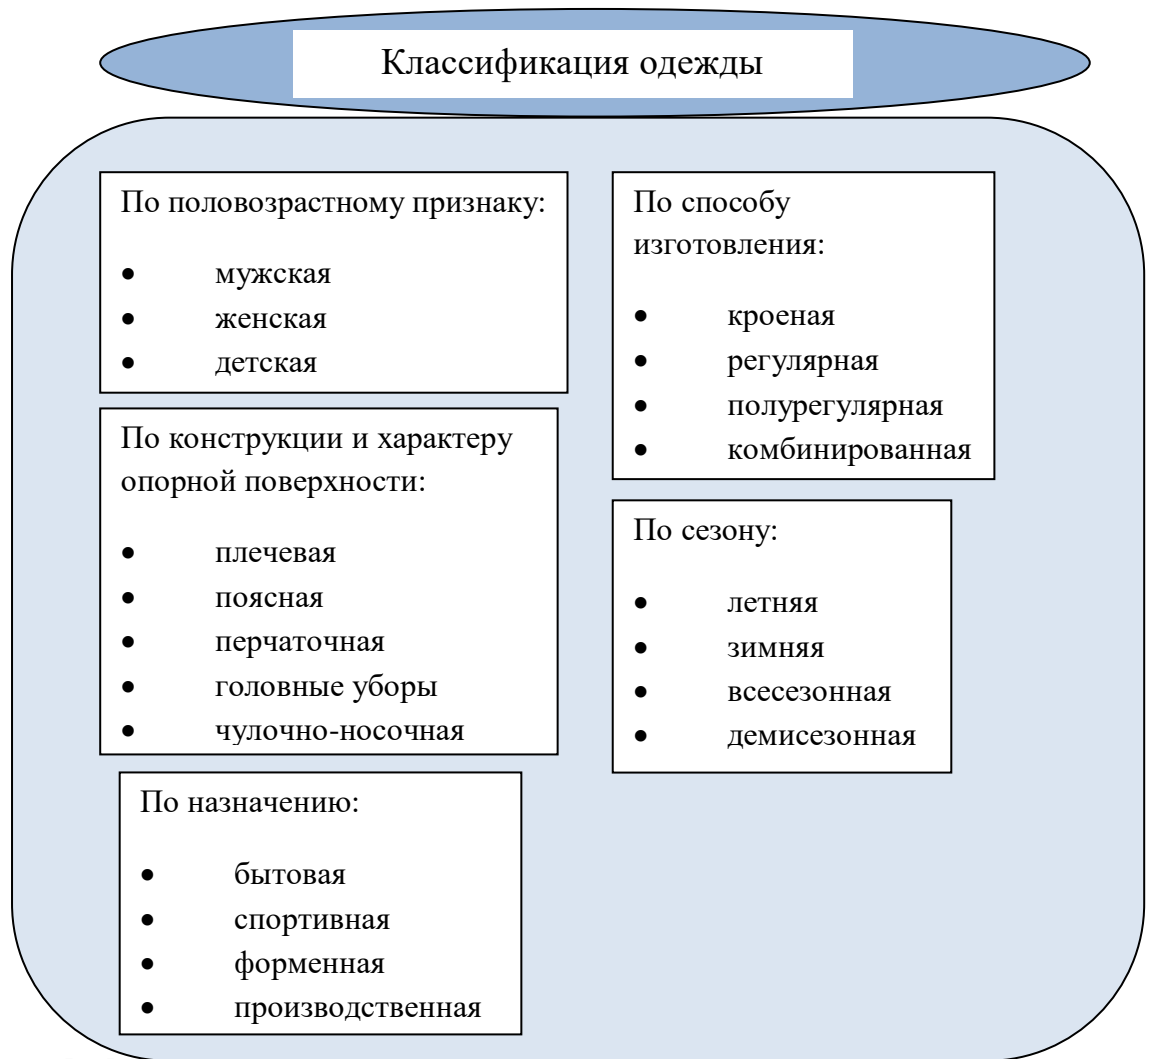 Классификация одежды
По половозрастному признаку:
• мужская
• женская
• детская
По конструкции и характеру
опорной поверхности:
• плечевая
• поясная
• перчаточная
• головные уборы
• чулочно-носочная
По назначению:
• бытовая
• спортивная
• форменная
• производственная
По способу
изготовления:
• кроеная
• регулярная
• полурегулярная
• комбинированная
По сезону:
• летняя
• зимняя
• всесезонная
• демисезонная